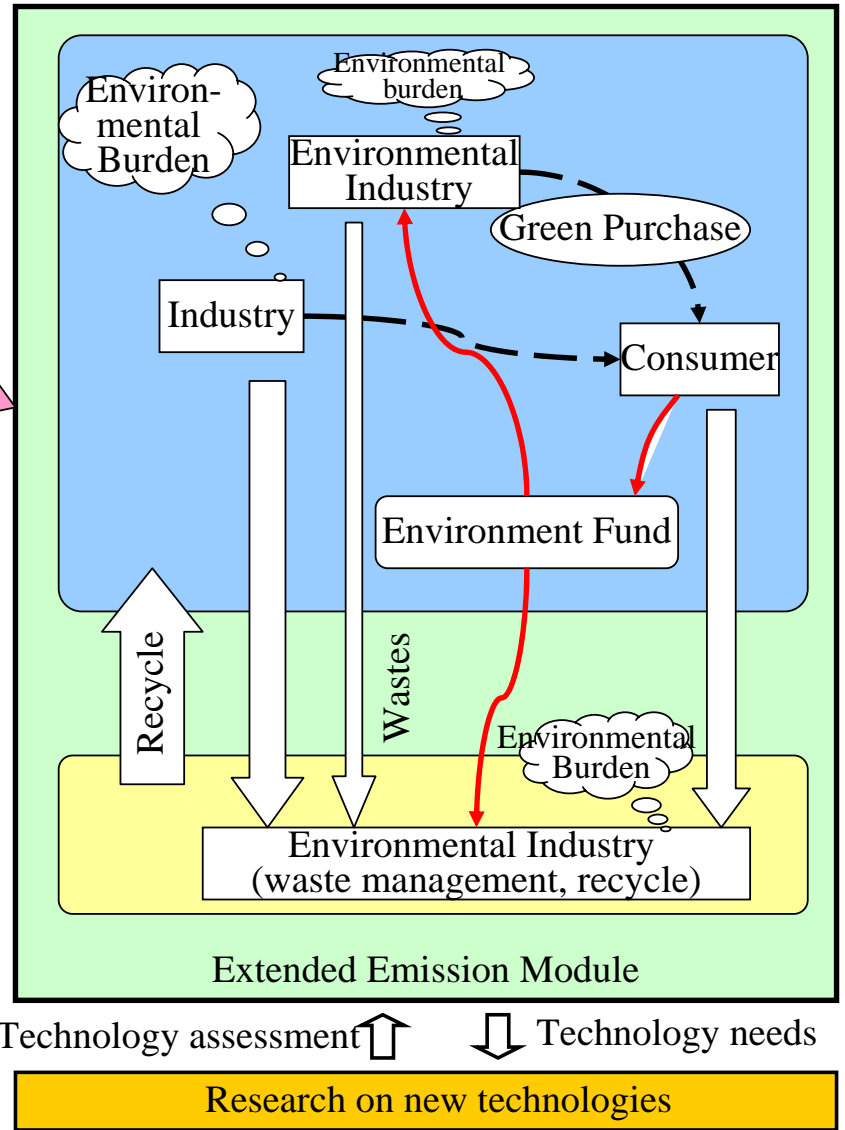 Environmental
burden
Environ-
mental
Burden
Environmental
Industry
Green Purchase
Industry
Consumer
Environment Fund
Recycle
Wastes
Environmental
Burden
Environmental Industry
(waste management, recycle)
Extended Emission Module
Technology assessment
Technology needs
Research on new technologies